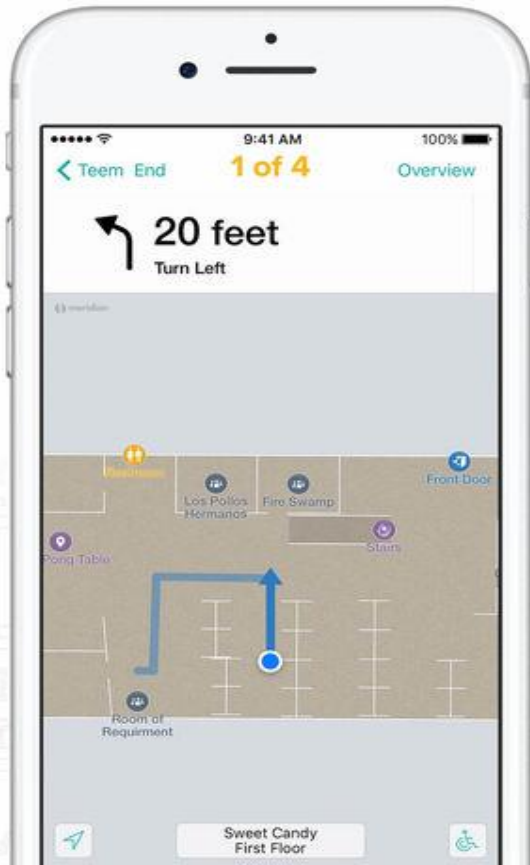 9:41 AM
100%
Teem End
1 of 4
Overview
20 feet
Turn Left
meridian
Restroom
Front Door
Los Pollos
Hermanos
Fire Swamp
Stairs
Pong Table
Room of
Requirment
Sweet Candy
First Floor